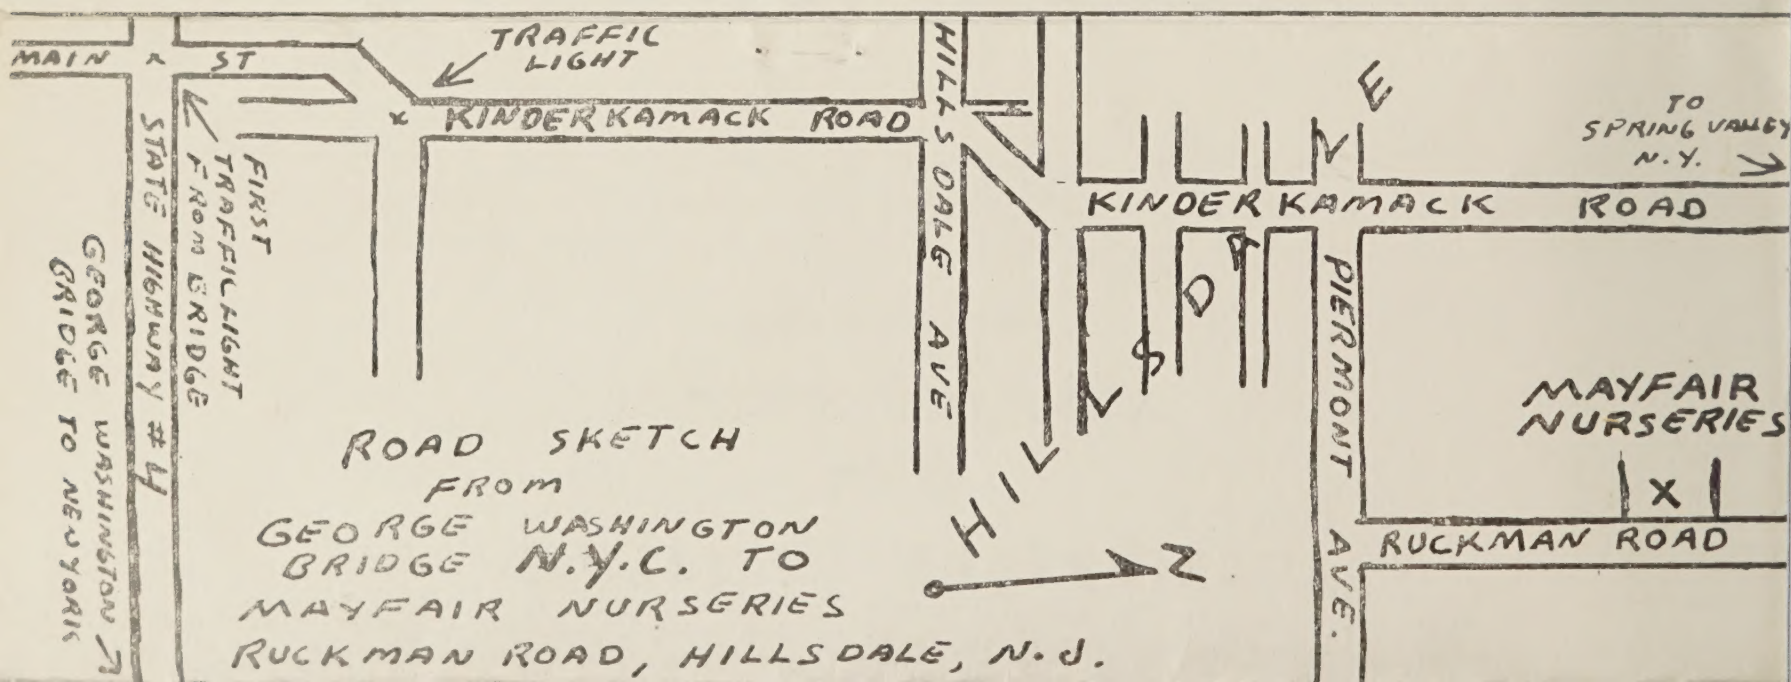 MAIN x ST
TRAFFIC
LIGHT
x KINDERKAMACK ROAD
HILLSDALE AVE
STATE HIGHWAY #4
FIRST
TRAFFIC LIGHT
FROM BRIDGE
GEORGE WASHINGTON
BRIDGE TO NEW YORK
HILLSDALE
KINDERKAMACK ROAD
TO
SPRING VALLEY
N.Y.
PIERMONT AVE.
MAYFAIR
NURSERIES
X
RUCKMAN ROAD
ROAD SKETCH
FROM
GEORGE WASHINGTON
BRIDGE N.Y.C. TO
MAYFAIR NURSERIES
RUCKMAN ROAD, HILLSDALE, N.J.
N